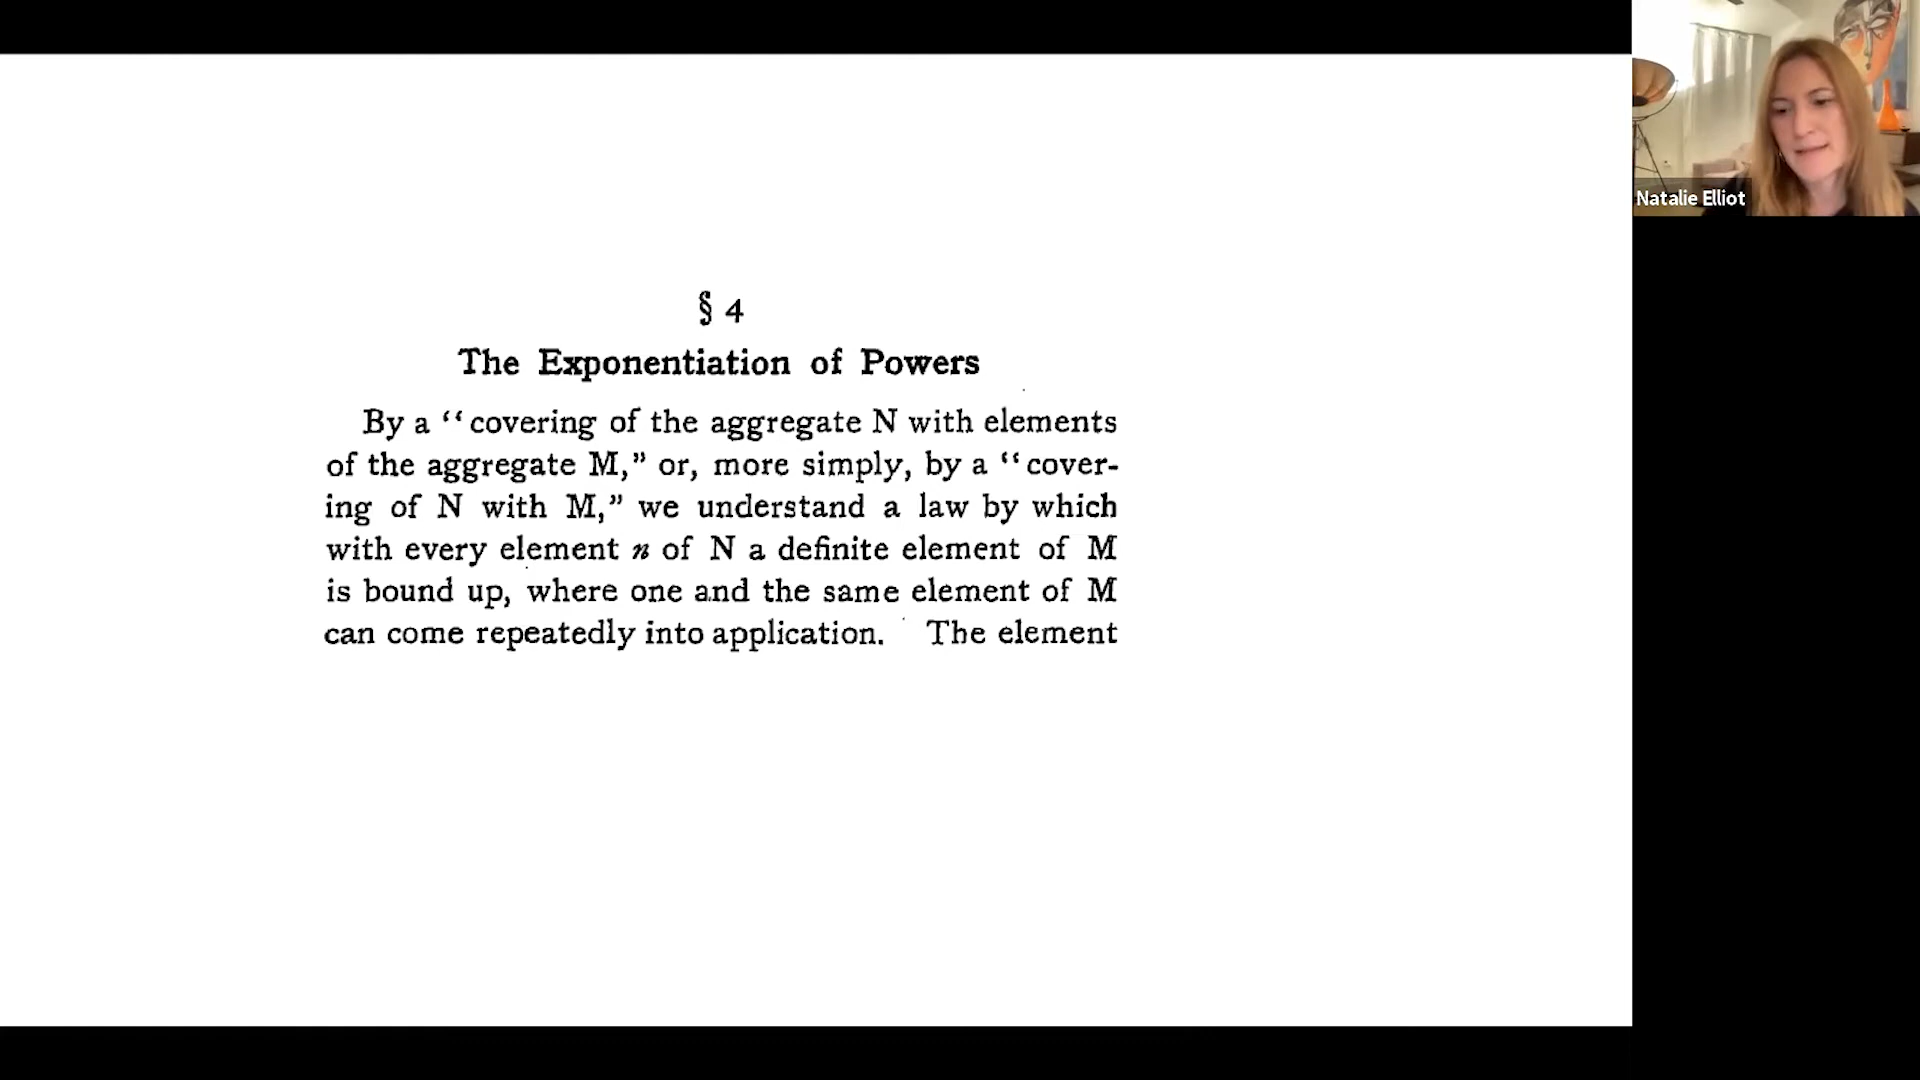 § 4
The Exponentiation of Powers
By a “covering of the aggregate N with elements
of the aggregate M,” or, more simply, by a “cover-
ing of N with M,” we understand a law by which
with every element n of N a definite element of M
is bound up, where one and the same element of M
can come repeatedly into application. The element
Natalie Elliot